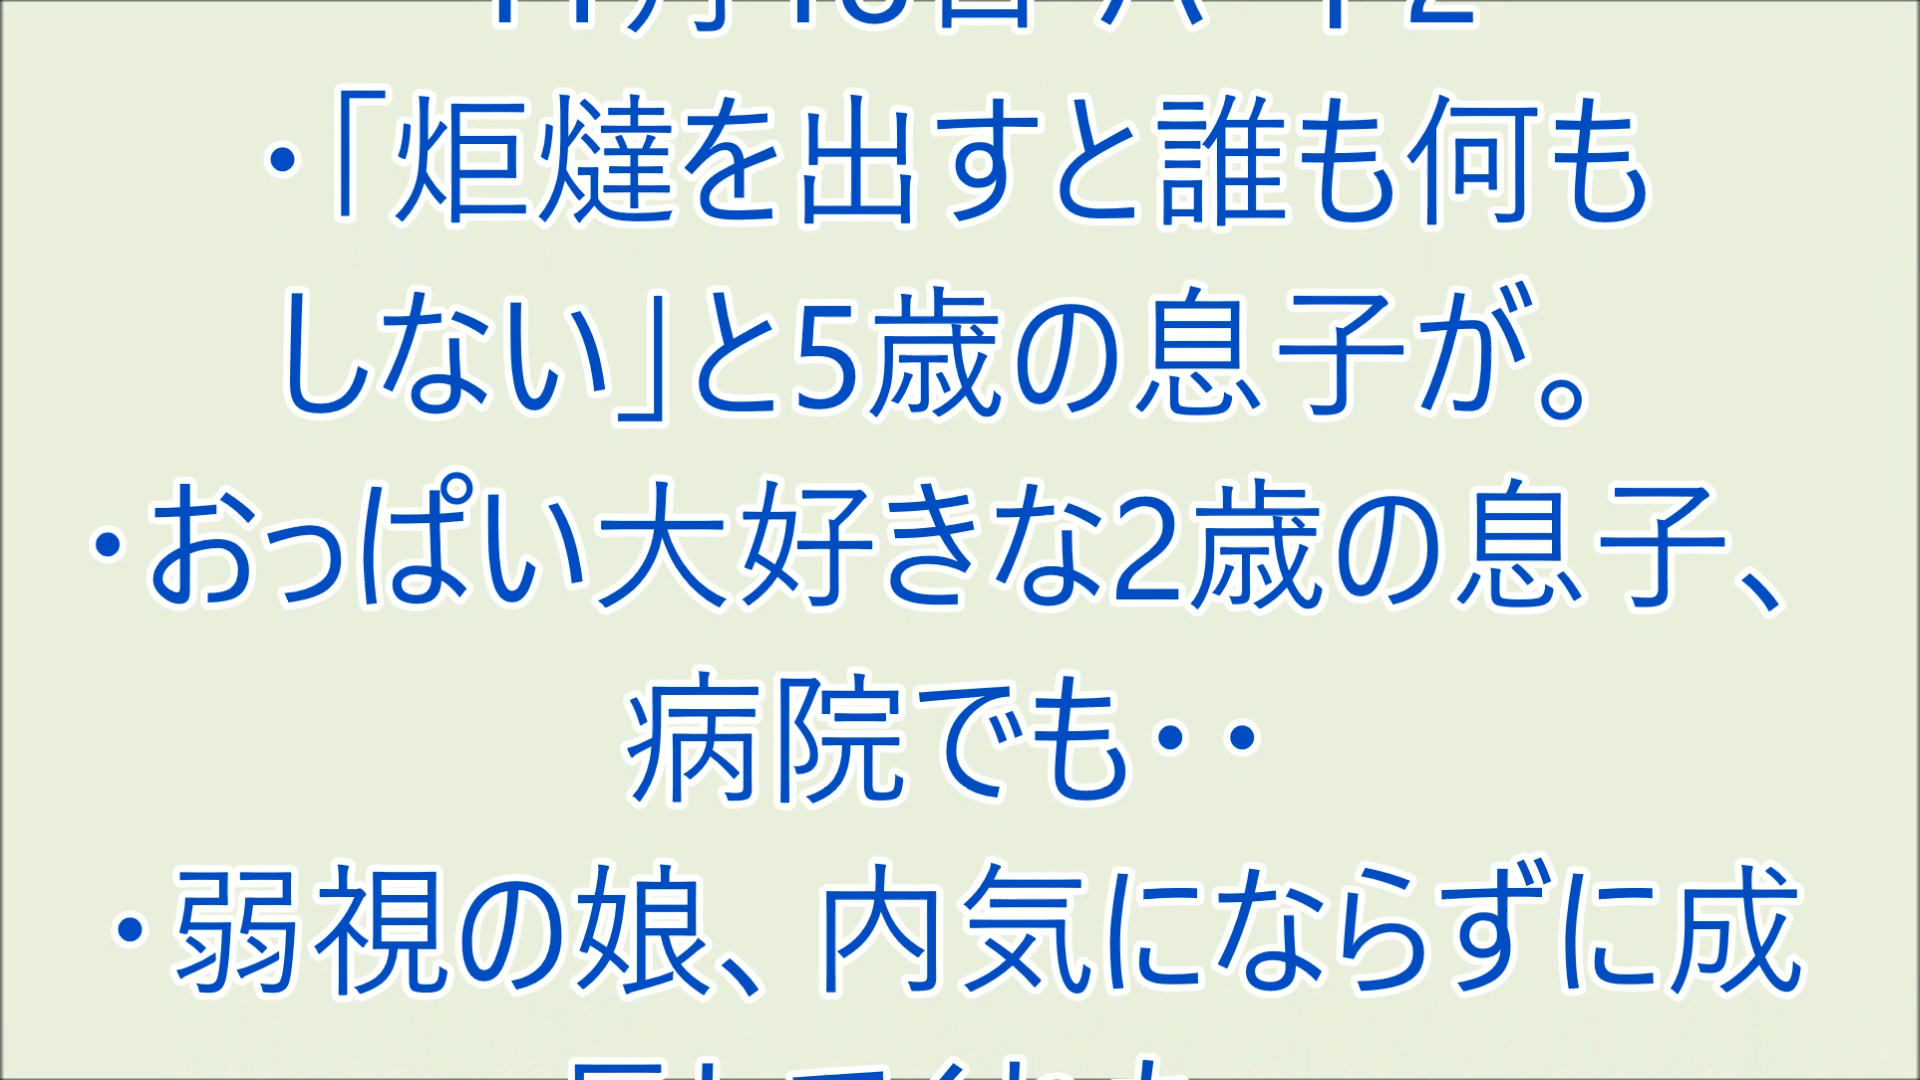 ・「炬燵を出すと誰も何も
しない」と5歳の息子が。
・おっぱい大好きな2歳の息子、
病院でも・・
・弱視の娘、内気にならずに成